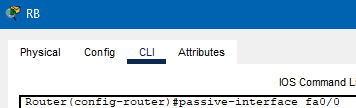 RB
Physical Config CLI Attributes
IOS Command L
Router(config-router)#passive-interface fa0/0